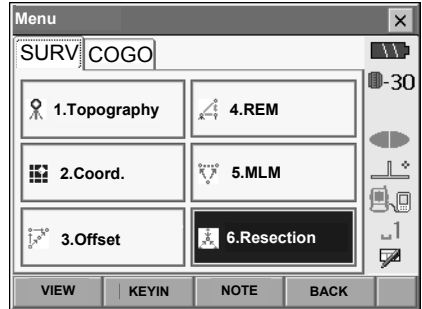 Menu
SURV COGO
1.Topography
4.REM
2.Coord.
5.MLM
3.Offset
6.Resection
-30
1
VIEW KEYIN NOTE BACK